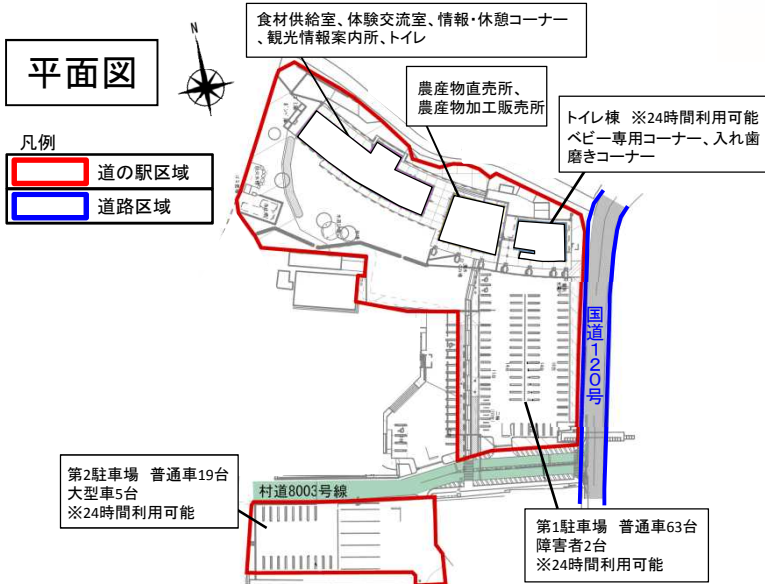 平面図
N
凡例
道の駅区域
道路区域
食材供給室、体験交流室、情報・休憩コーナー
、観光情報案内所、トイレ
農産物直売所、
農産物加工販売所
トイレ棟 ※24時間利用可能
ベビー専用コーナー、入れ歯
磨きコーナー
国道120号
第2駐車場 普通車19台
大型車5台
※24時間利用可能
村道8003号線
第1駐車場 普通車63台
障害者2台
※24時間利用可能